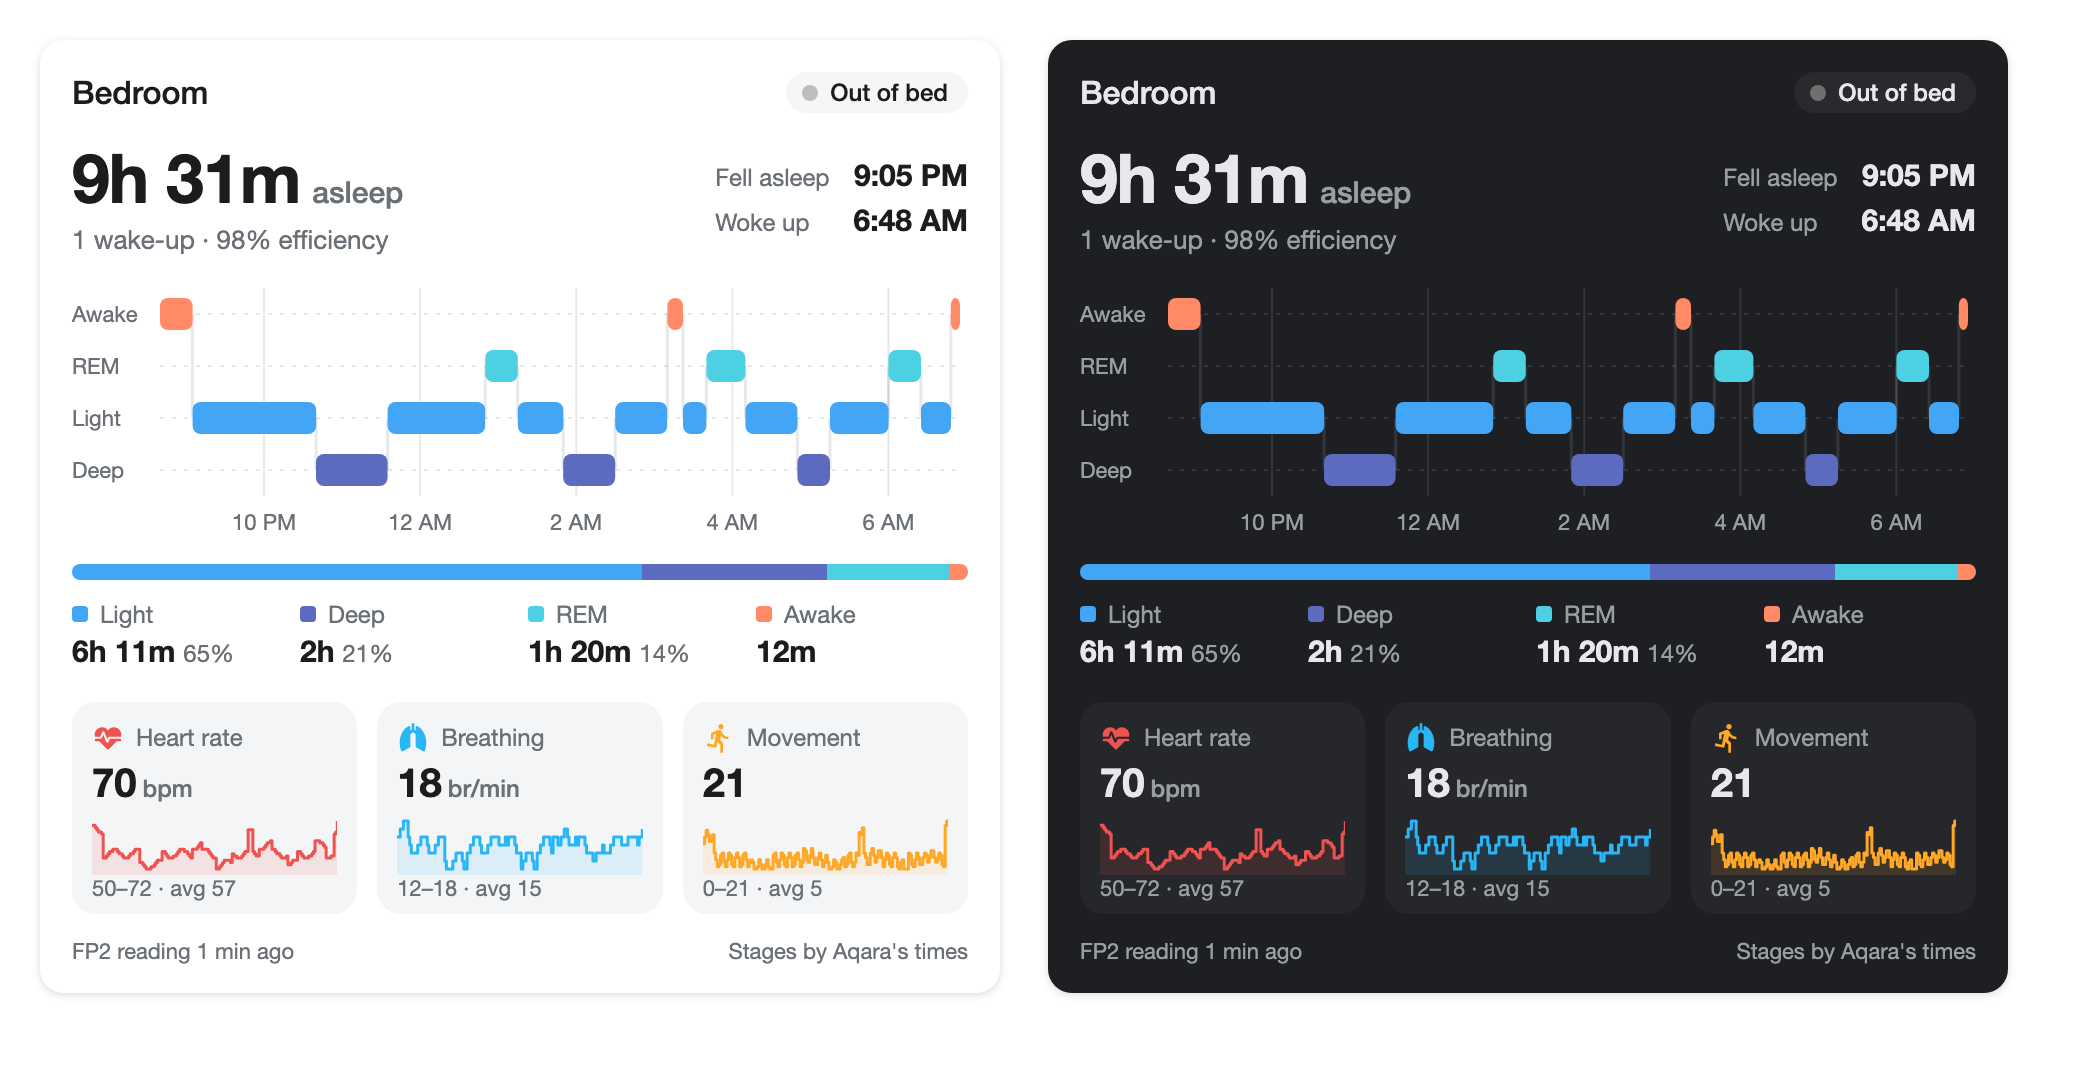 Bedroom
Out of bed
9h 31m asleep
1 wake-up · 98% efficiency
Fell asleep 9:05 PM
Woke up 6:48 AM
Awake
REM
Light
Deep
10 PM 12 AM 2 AM 4 AM 6 AM
Light Deep REM Awake
6h 11m 65% 2h 21% 1h 20m 14% 12m
Heart rate
70 bpm
50–72 · avg 57
Breathing
18 br/min
12–18 · avg 15
Movement
21
0–21 · avg 5
FP2 reading 1 min ago
Stages by Aqara's times
Bedroom
Out of bed
9h 31m asleep
1 wake-up · 98% efficiency
Fell asleep 9:05 PM
Woke up 6:48 AM
Awake
REM
Light
Deep
10 PM 12 AM 2 AM 4 AM 6 AM
Light Deep REM Awake
6h 11m 65% 2h 21% 1h 20m 14% 12m
Heart rate
70 bpm
50–72 · avg 57
Breathing
18 br/min
12–18 · avg 15
Movement
21
0–21 · avg 5
FP2 reading 1 min ago
Stages by Aqara's times